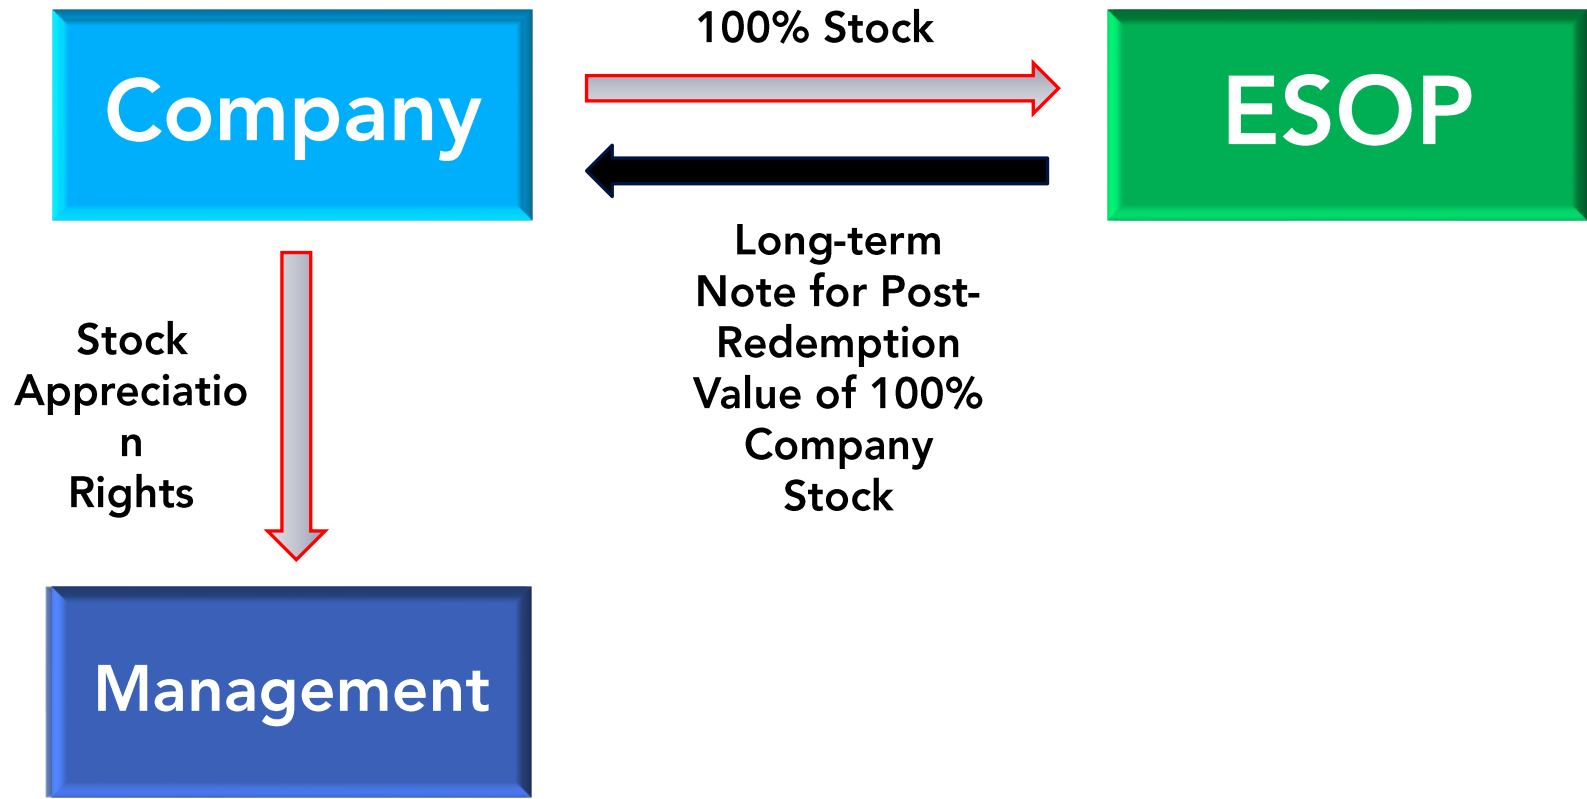 Company
100% Stock
ESOP
Long-term
Note for Post-
Redemption
Value of 100%
Company
Stock
Stock
Appreciatio
n
Rights
Management